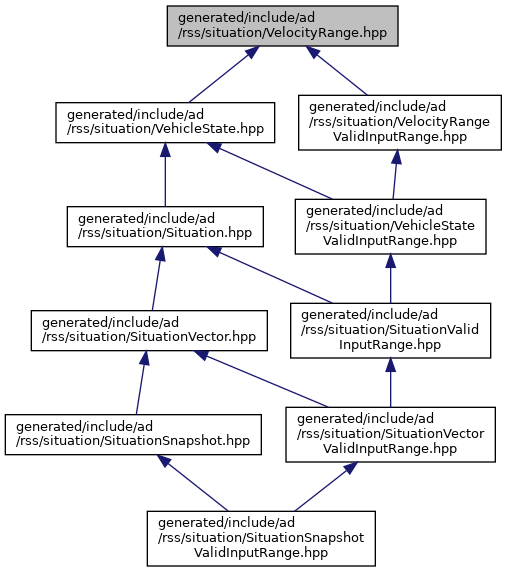 generated/include/ad
/rss/situation/VelocityRange.hpp
generated/include/ad
/rss/situation/VehicleState.hpp
generated/include/ad
/rss/situation/VelocityRange
ValidInputRange.hpp
generated/include/ad
/rss/situation/Situation.hpp
generated/include/ad
/rss/situation/VehicleState
ValidInputRange.hpp
generated/include/ad
/rss/situation/SituationVector.hpp
generated/include/ad
/rss/situation/SituationValid
InputRange.hpp
generated/include/ad
/rss/situation/SituationSnapshot.hpp
generated/include/ad
/rss/situation/SituationVector
ValidInputRange.hpp
generated/include/ad
/rss/situation/SituationSnapshot
ValidInputRange.hpp